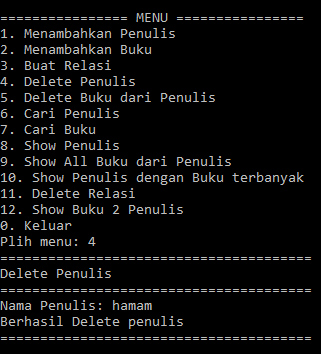 ================ MENU ================
1. Menambahkan Penulis
2. Menambahkan Buku
3. Buat Relasi
4. Delete Penulis
5. Delete Buku dari Penulis
6. Cari Penulis
7. Cari Buku
8. Show Penulis
9. Show All Buku dari Penulis
10. Show Penulis dengan Buku terbanyak
11. Delete Relasi
12. Show Buku 2 Penulis
0. Keluar
Plih menu: 4
=======================================
Delete Penulis
=======================================
Nama Penulis: hamam
Berhasil Delete penulis
=======================================